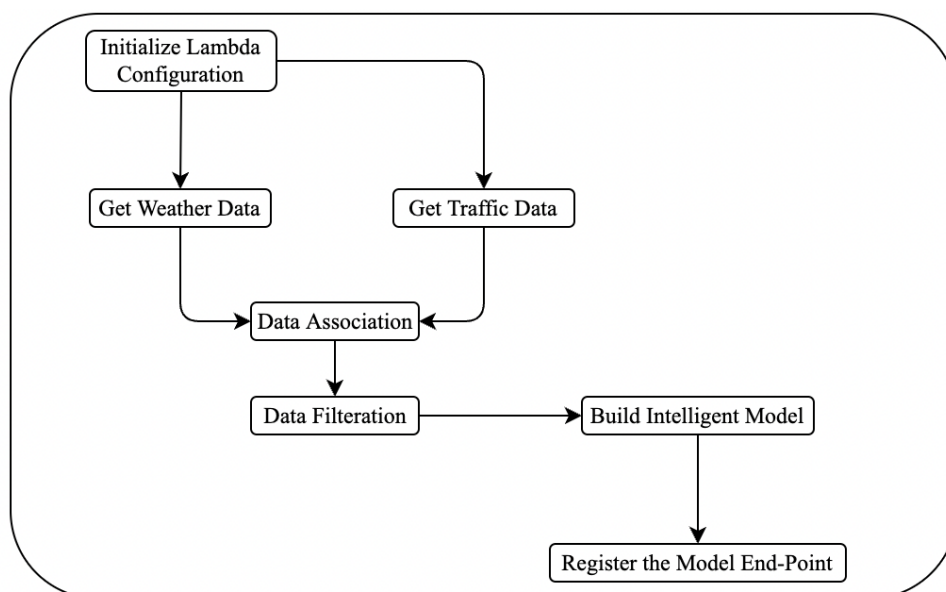 Initialize Lambda
Configuration
Get Weather Data
Get Traffic Data
Data Association
Data Filteration
Build Intelligent Model
Register the Model End-Point